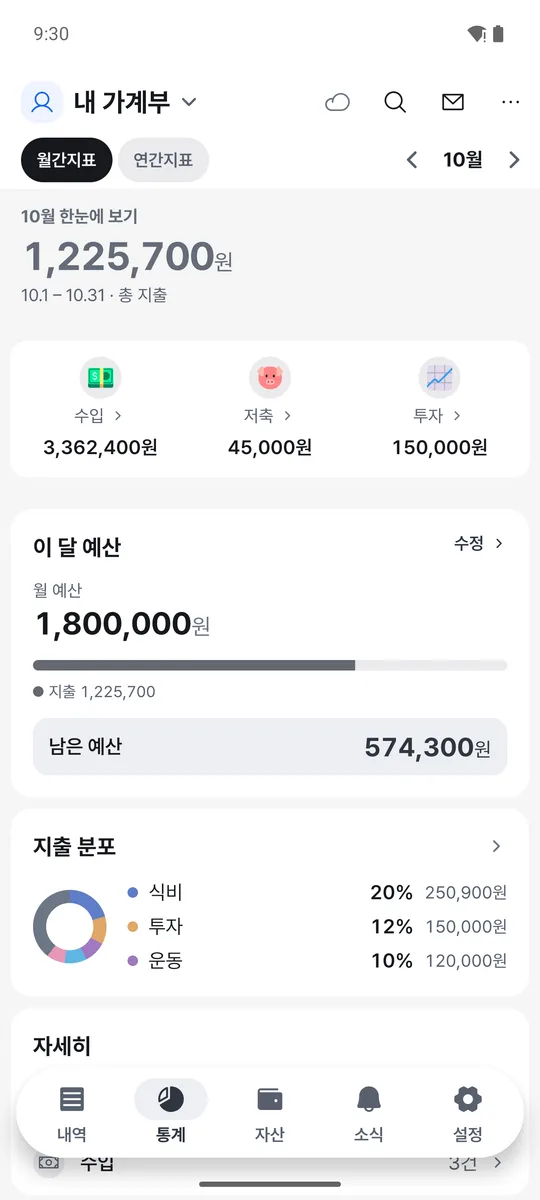 9:30
내 가계부
월간지표 연간지표 10월
10월 한눈에 보기
1,225,700원
10.1 – 10.31 · 총 지출
수입 저축 투자
3,362,400원 45,000원 150,000원
이 달 예산 수정
월 예산
1,800,000원
지출 1,225,700
남은 예산 574,300원
지출 분포
식비 20% 250,900원
투자 12% 150,000원
운동 10% 120,000원
자세히
내역 통계 자산 소식 설정
수입 3건